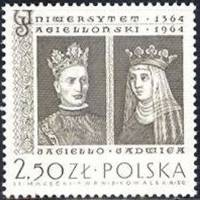 UNIWERSYTET · 1364
JAGIELLOŃSKI · 1964
JAGIEŁŁO · JADWIGA
2,50 ZŁ · POLSKA